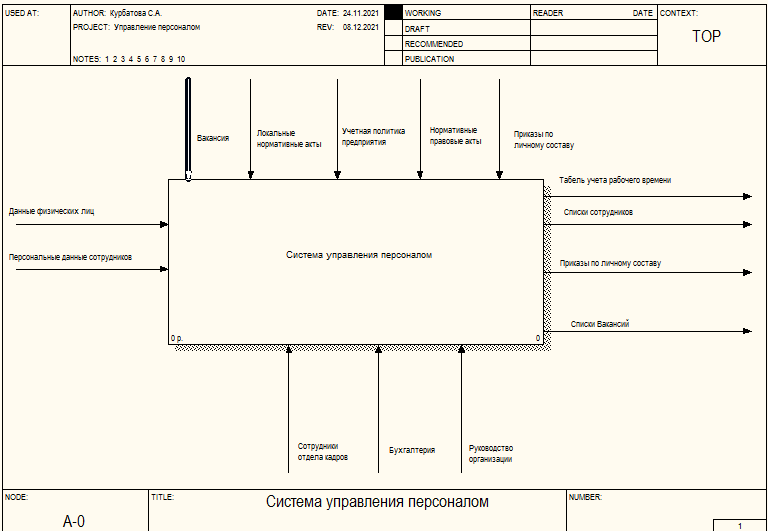 USED AT:
AUTHOR: Курбатова С.А.
DATE: 24.11.2021
WORKING
READER
DATE
CONTEXT:
PROJECT: Управление персоналом
REV: 08.12.2021
DRAFT
TOP
RECOMMENDED
NOTES: 1 2 3 4 5 6 7 8 9 10
PUBLICATION
Вакансия
Локальные
нормативные акты
Учетная политика
предприятия
Нормативные
правовые акты
Приказы по
личному составу
Табель учета рабочего времени
Данные физических лиц
Списки сотрудников
Персональные данные сотрудников
Система управления персоналом
Приказы по личному составу
Списки Вакансий
0 р.
0
Сотрудники
отдела кадров
Бухгалтерия
Руководство
организации
NODE:
TITLE:
NUMBER:
A-0
Система управления персоналом
1